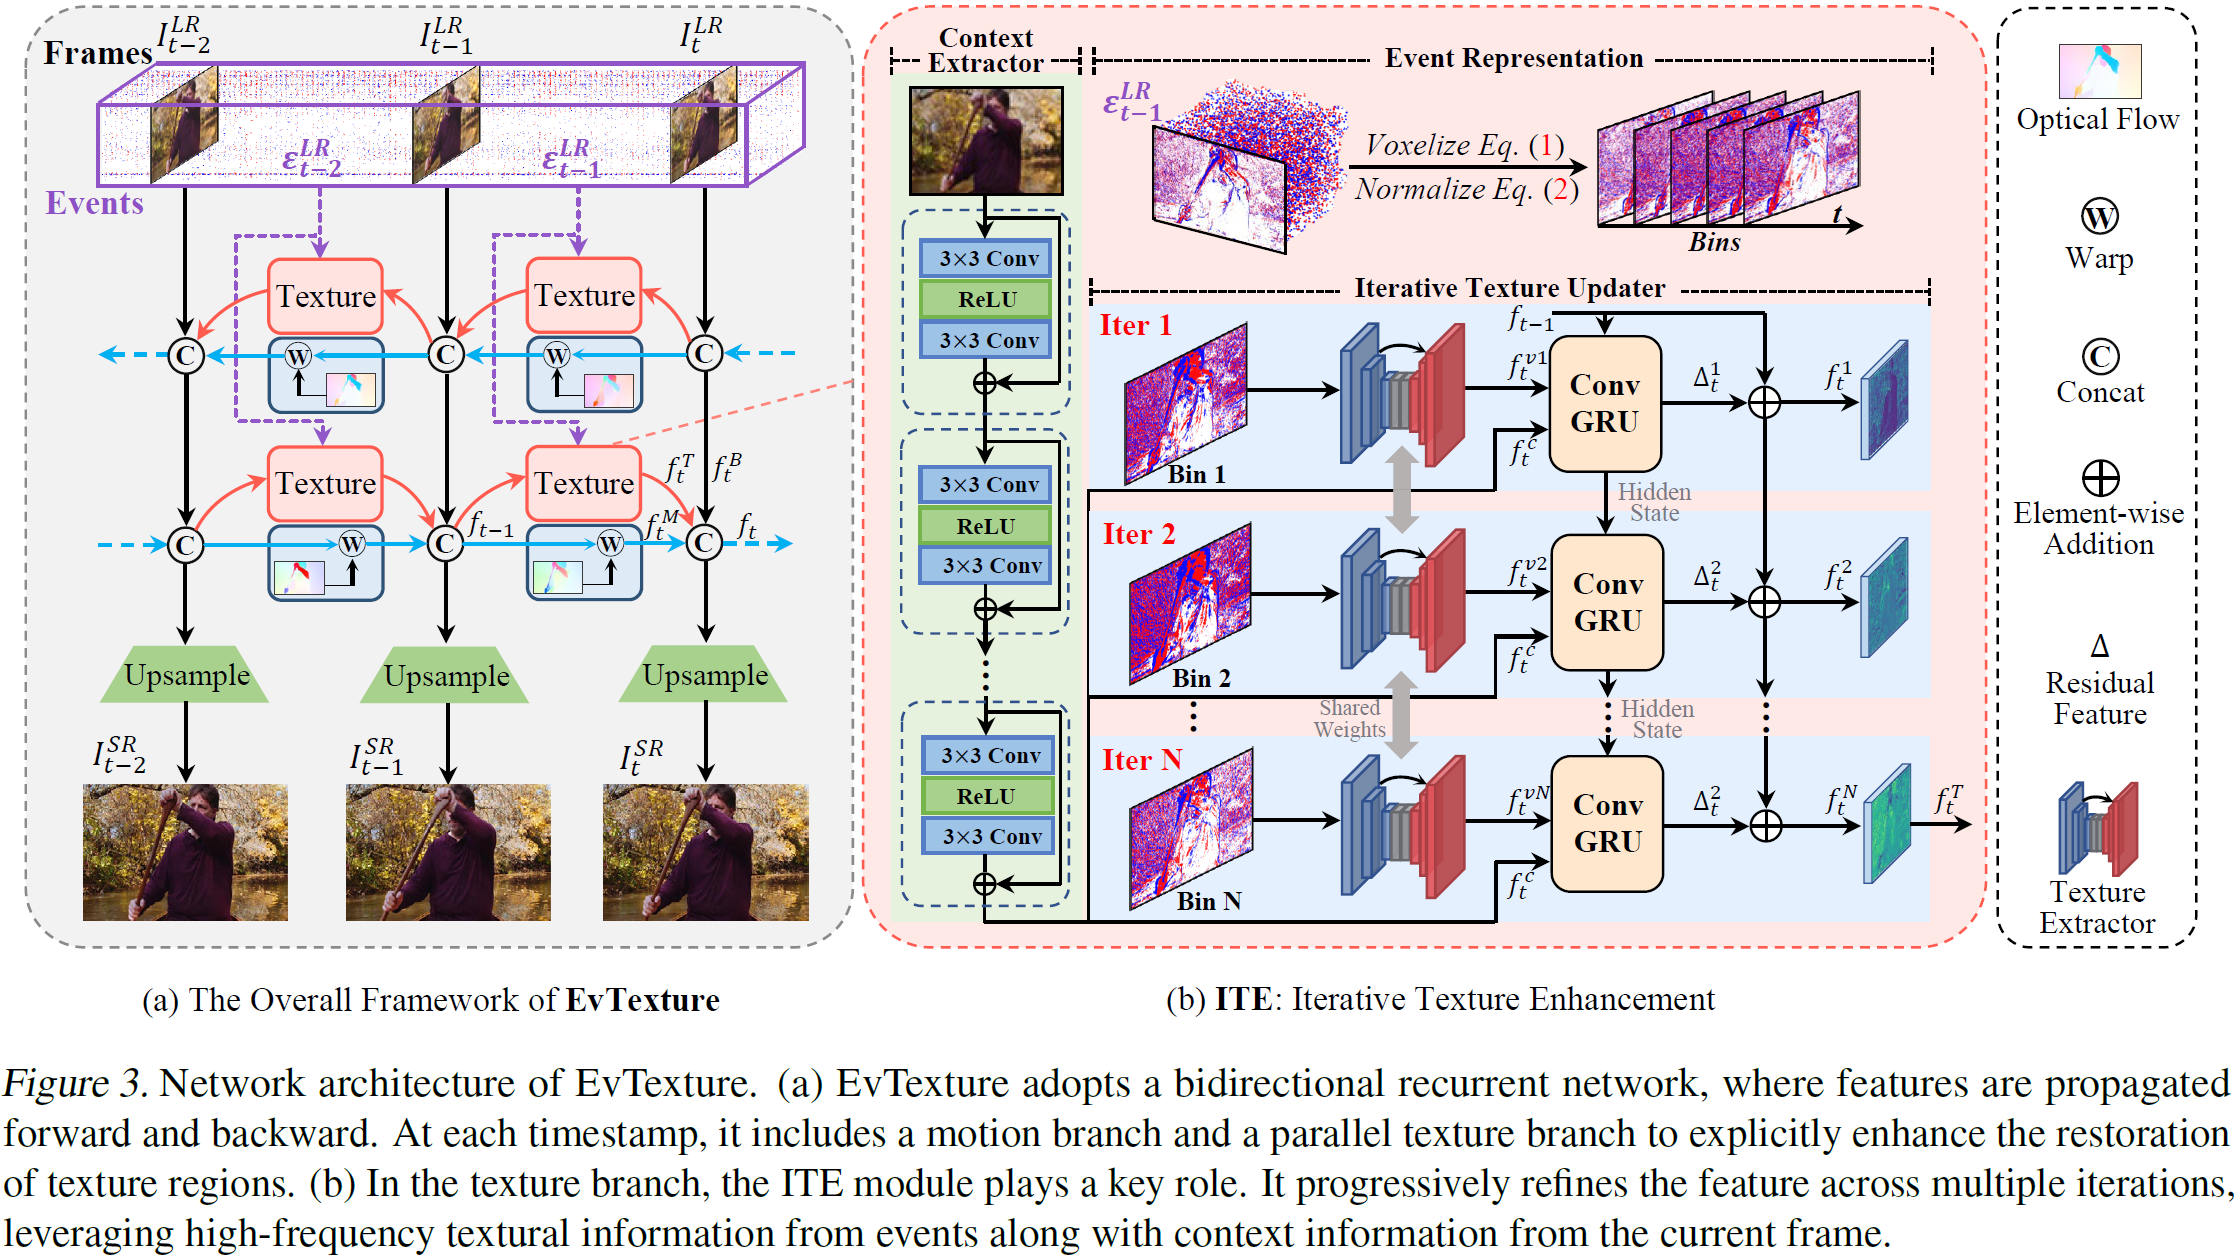 Frames
I_{t-2}^{LR}
I_{t-1}^{LR}
I_t^{LR}
ε_{t-2}^{LR}
ε_{t-1}^{LR}
Events
Texture
Texture
C
W
C
W
C
Texture
Texture
f_t^T
f_t^B
C
W
f_{t-1}
C
W
f_t^M
C
f_t
Upsample
Upsample
Upsample
I_{t-2}^{SR}
I_{t-1}^{SR}
I_t^{SR}
(a) The Overall Framework of EvTexture
Context
Extractor
3×3 Conv
ReLU
3×3 Conv
3×3 Conv
ReLU
3×3 Conv
3×3 Conv
ReLU
3×3 Conv
Event Representation
ε_{t-1}^{LR}
Voxelize Eq. (1)
Normalize Eq. (2)
Bins
t
Iterative Texture Updater
Iter 1
Bin 1
f_{t-1}
f_t^{v1}
f_t^c
Conv
GRU
Δ_t^1
f_t^1
Hidden
State
Iter 2
Bin 2
f_t^{v2}
f_t^c
Conv
GRU
Δ_t^2
f_t^2
Shared
Weights
Hidden
State
Iter N
Bin N
f_t^{vN}
f_t^c
Conv
GRU
Δ_t^2
f_t^N
f_t^T
(b) ITE: Iterative Texture Enhancement
Optical Flow
W
Warp
C
Concat
Element-wise
Addition
Δ
Residual
Feature
Texture
Extractor
Figure 3. Network architecture of EvTexture. (a) EvTexture adopts a bidirectional recurrent network, where features are propagated
forward and backward. At each timestamp, it includes a motion branch and a parallel texture branch to explicitly enhance the restoration
of texture regions. (b) In the texture branch, the ITE module plays a key role. It progressively refines the feature across multiple iterations,
leveraging high-frequency textural information from events along with context information from the current frame.